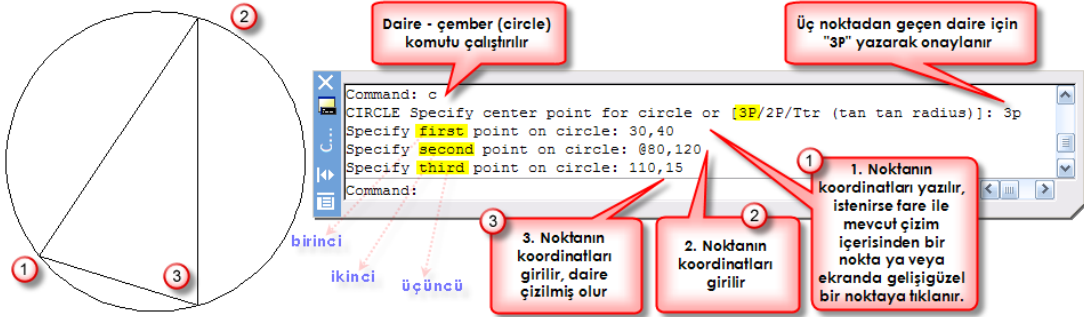 2
1
3
Daire - çember (circle)
komutu çalıştırılır
Üç noktadan geçen daire için
"3P" yazarak onaylanır
C...
Command: c
CIRCLE Specify center point for circle or [3P/2P/Ttr (tan tan radius)]: 3p
Specify first point on circle: 30,40
Specify second point on circle: @80,120
Specify third point on circle: 110,15
Command:
birinci
ikinci
üçüncü
3
3. Noktanın
koordinatları
girilir, daire
çizilmiş olur
2
2. Noktanın
koordinatları
girilir
1
1. Noktanın
koordinatları yazılır,
istenirse fare ile
mevcut çizim
içerisinden bir
nokta ya veya
ekranda gelişigüzel
bir noktaya tıklanır.